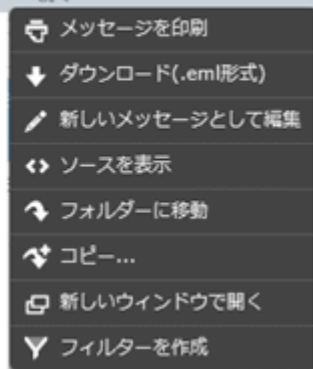 メッセージを印刷
ダウンロード(.eml形式)
新しいメッセージとして編集
ソースを表示
フォルダーに移動
コピー...
新しいウィンドウで開く
フィルターを作成